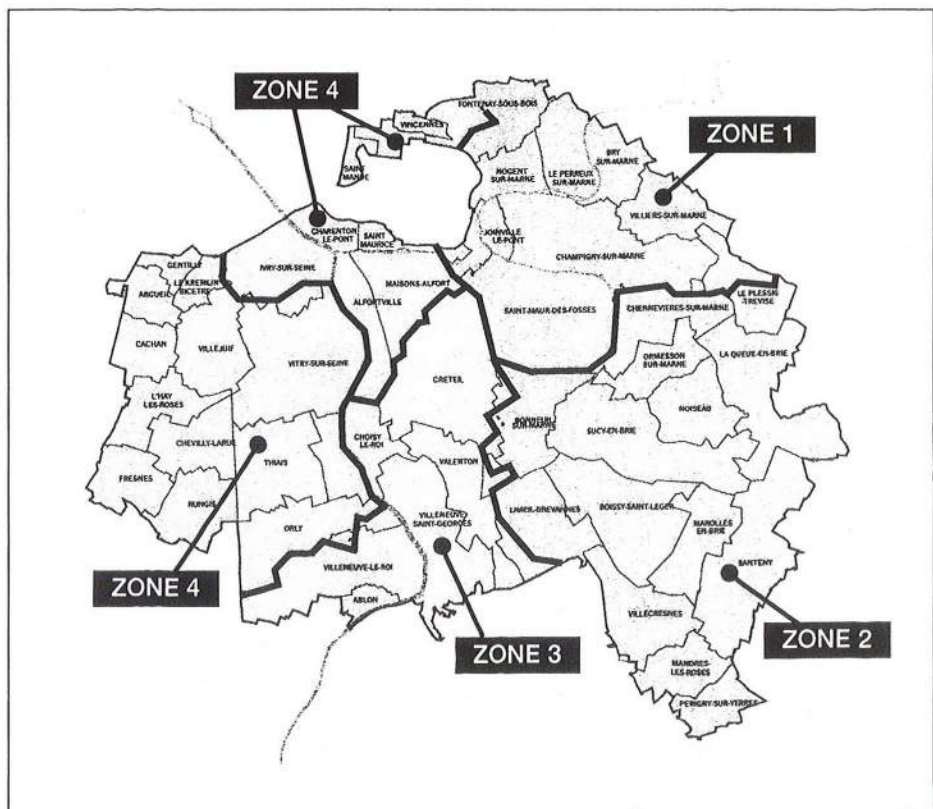 ZONE 4
FONTENAY-SOUS-BOIS
VINCENNES
ZONE 1
SAINT
MANDE
NOGENT
SUR-MARNE
LE PERREUX
SUR-MARNE
BRY
SUR-MARNE
VILLIERS-SUR-MARNE
CHARENTON
LE-PONT
SAINT
MAURICE
JOINVILLE
LE-PONT
CHAMPIGNY-SUR-MARNE
GENTILLY
LE KREMLIN
BICETRE
IVRY-SUR-SEINE
MAISONS-ALFORT
ARCUEIL
ALFORTVILLE
SAINT-MAUR-DES-FOSSES
CHENNEVIERES-SUR-MARNE
LE PLESSIS
TREVISE
CACHAN
VILLEJUIF
VITRY-SUR-SEINE
ORMESSON
SUR-MARNE
LA QUEUE-EN-BRIE
CRETEIL
L'HAY
LES-ROSES
NOISEAU
CHOISY
LE-ROI
BONNEUIL
SUR-MARNE
SUCY-EN-BRIE
CHEVILLY-LARUE
THIAIS
VALENTON
FRESNES
RUNGIS
VILLENEUVE
SAINT-GEORGES
LIMEIL-BREVANNES
BOISSY-SAINT-LEGER
ORLY
MAROLLES
EN-BRIE
VILLENEUVE-LE-ROI
SANTENY
ZONE 4
ABLON
VILLECRESNES
ZONE 3
ZONE 2
MANDRES-
LES-ROSES
PERIGNY-SUR-YERRES